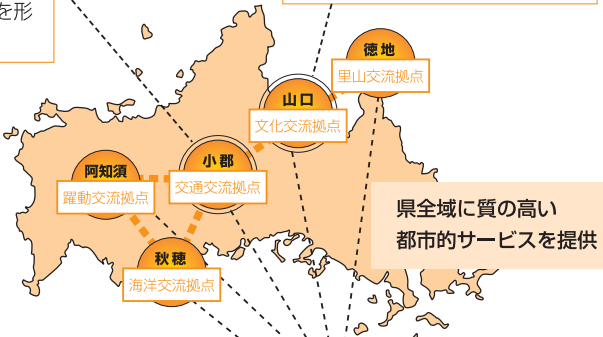 を形
徳地
里山交流拠点
山口
文化交流拠点
小郡
交通交流拠点
阿知須
躍動交流拠点
秋穂
海洋交流拠点
県全域に質の高い
都市的サービスを提供